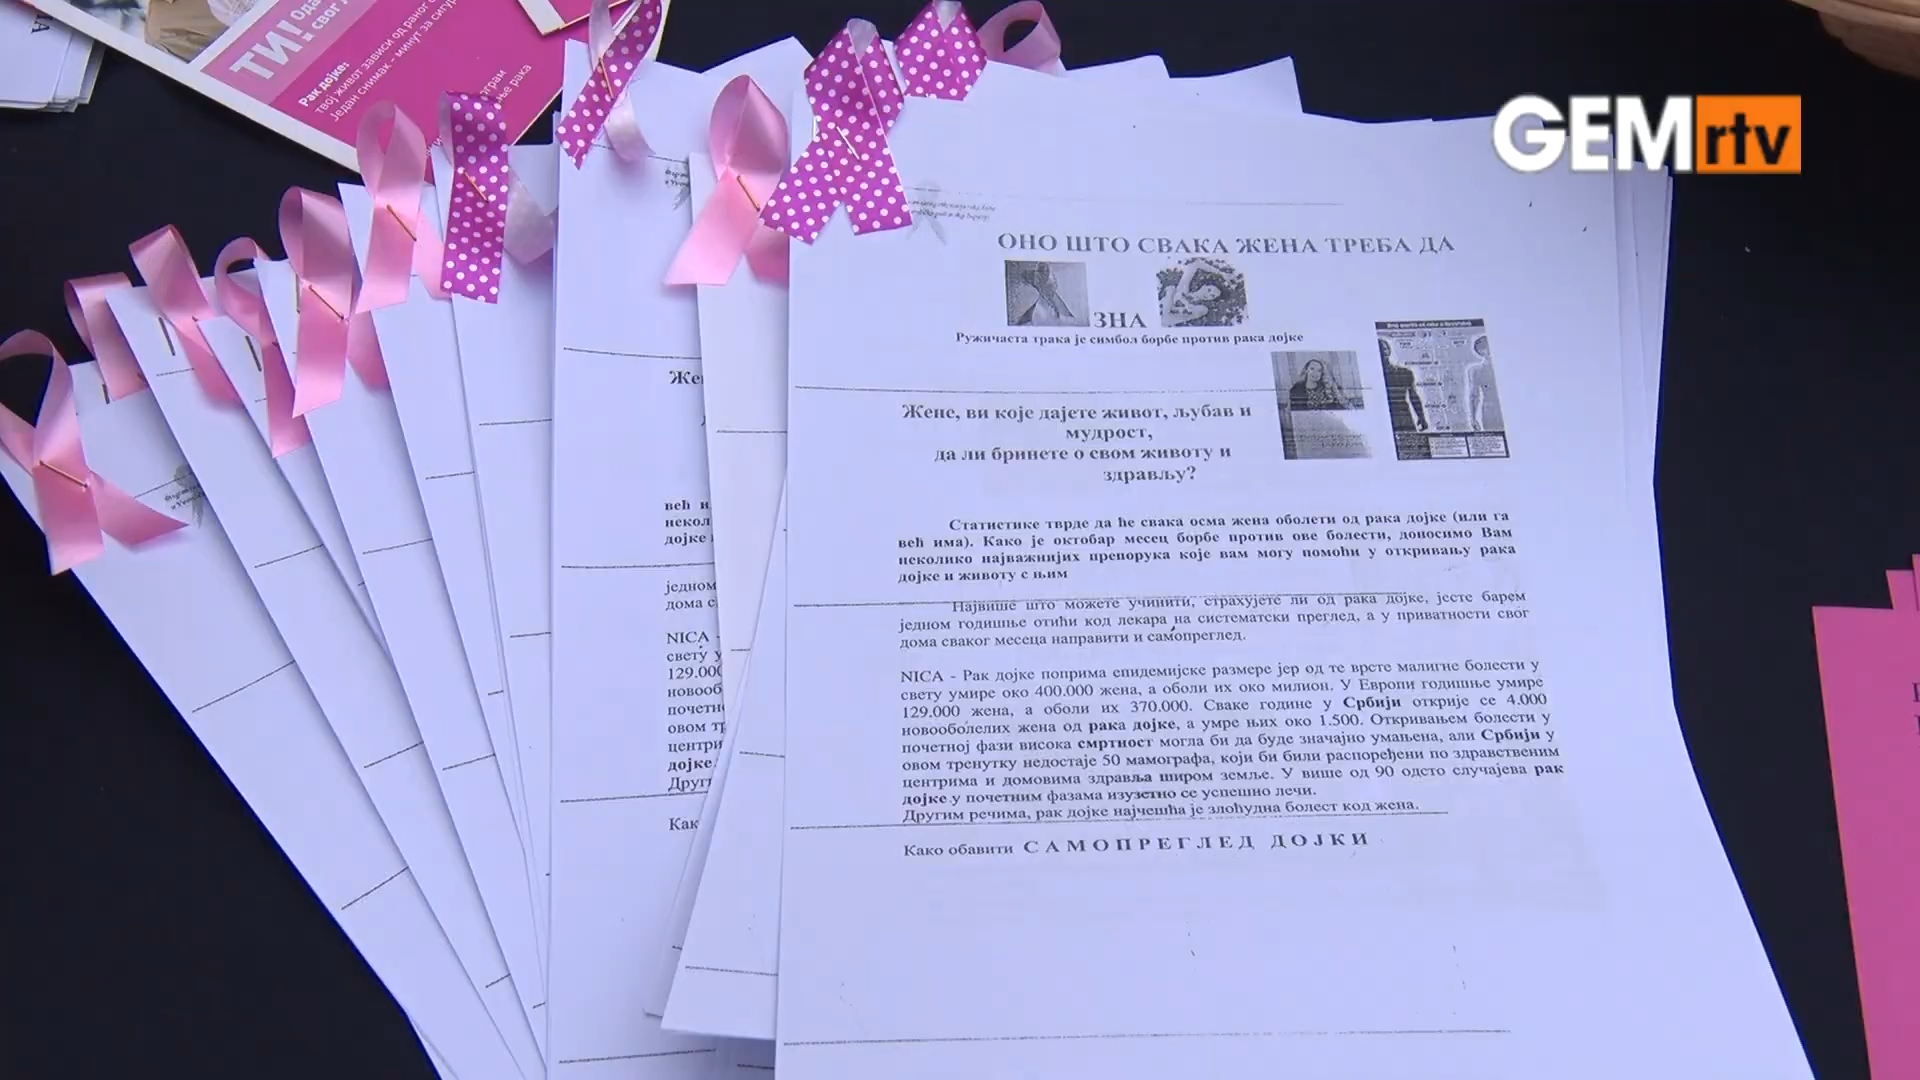 GEMrtv
ТИ!
Рак дојке:
твој живот зависи од раног
један снимак. - минут за сигур
ОНО ШТО СВАКА ЖЕНА ТРЕБА ДА
ЗНА
Ружичаста трака је симбол борбе против рака дојке
Жене, ви које дајете живот, љубав и
мудрост,
да ли бринете о свом животу и
здрављу?
Статистике тврде да ће свака осма жена оболети од рака дојке (или га
већ има). Како је октобар месец борбе против ове болести, доносимо Вам
неколико најважнијих препорука које вам могу помоћи у откривању рака
дојке и животу с њим
Највише што можете учинити, страхујете ли од рака дојке, јесте барем
једном годишње отићи код лекара на систематски преглед, а у приватности свог
дома сваког месеца направити и самопреглед.
NICA - Рак дојке поприма епидемијске размере јер од те врсте малигне болести у
свету умире око 400.000 жена, а оболи их око милион. У Европи годишње умире
129.000 жена, а оболи их 370.000. Сваке године у Србији открије се 4.000
новооболелих жена од рака дојке, а умре њих око 1.500. Откривањем болести у
почетној фази висока смртност могла би да буде значајно умањена, али Србији у
овом тренутку недостаје 50 мамографа, који би били распоређени по здравственим
центрима и домовима здравља широм земље. У више од 90 одсто случајева рак
дојке у почетним фазама изузетно се успешно лечи.
Другим речима, рак дојке најчешћа је злоћудна болест код жена.
Како обавити САМОПРЕГЛЕД ДОЈКИ